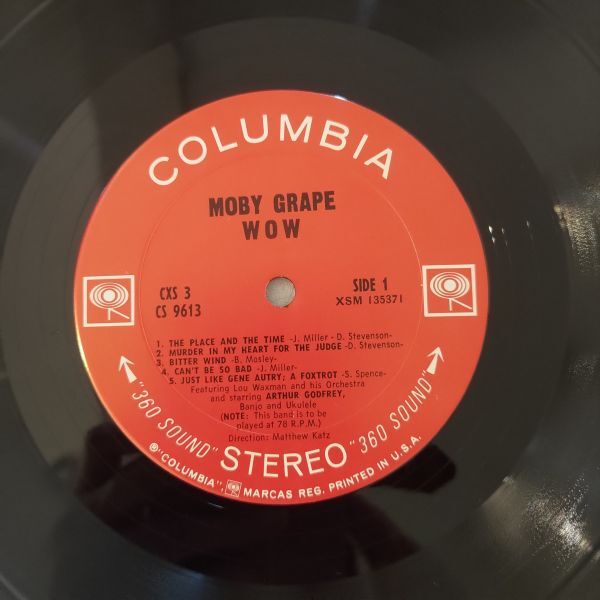 COLUMBIA
MOBY GRAPE
WOW
CXS 3
CS 9613
SIDE 1
XSM 135371
1. THE PLACE AND THE TIME -J. Miller - D. Stevenson-
2. MURDER IN MY HEART FOR THE JUDGE -D. Stevenson-
3. BITTER WIND -B. Mosley-
4. CAN'T BE SO BAD -J. Miller-
5. JUST LIKE GENE AUTRY; A FOXTROT -S. Spence-
Featuring Lou Waxman and his Orchestra
and starring ARTHUR GODFREY,
Banjo and Ukulele
(NOTE: This band is to be
played at 78 R.P.M.)
Direction: Matthew Katz
"360 SOUND" STEREO "360 SOUND"
®"COLUMBIA", MARCAS REG. PRINTED IN U.S.A.